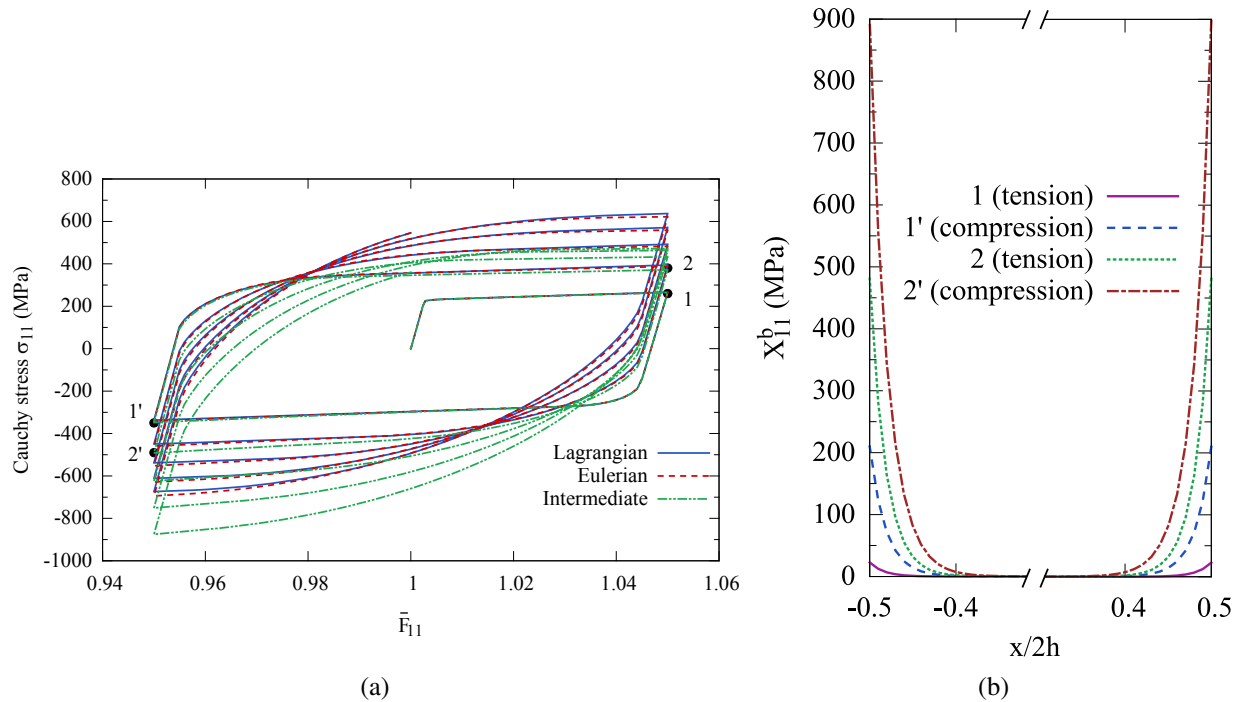 800
600
400
200
0
-200
-400
-600
-800
-1000
0.94
0.96
0.98
1
1.02
1.04
1.06
Cauchy stress σ11 (MPa)
F̄11
2
1
1'
2'
Lagrangian
Eulerian
Intermediate
(a)
900
800
700
600
500
400
300
200
100
0
-0.5
-0.4
0.4
0.5
X^b_11 (MPa)
x/2h
1 (tension)
1' (compression)
2 (tension)
2' (compression)
(b)